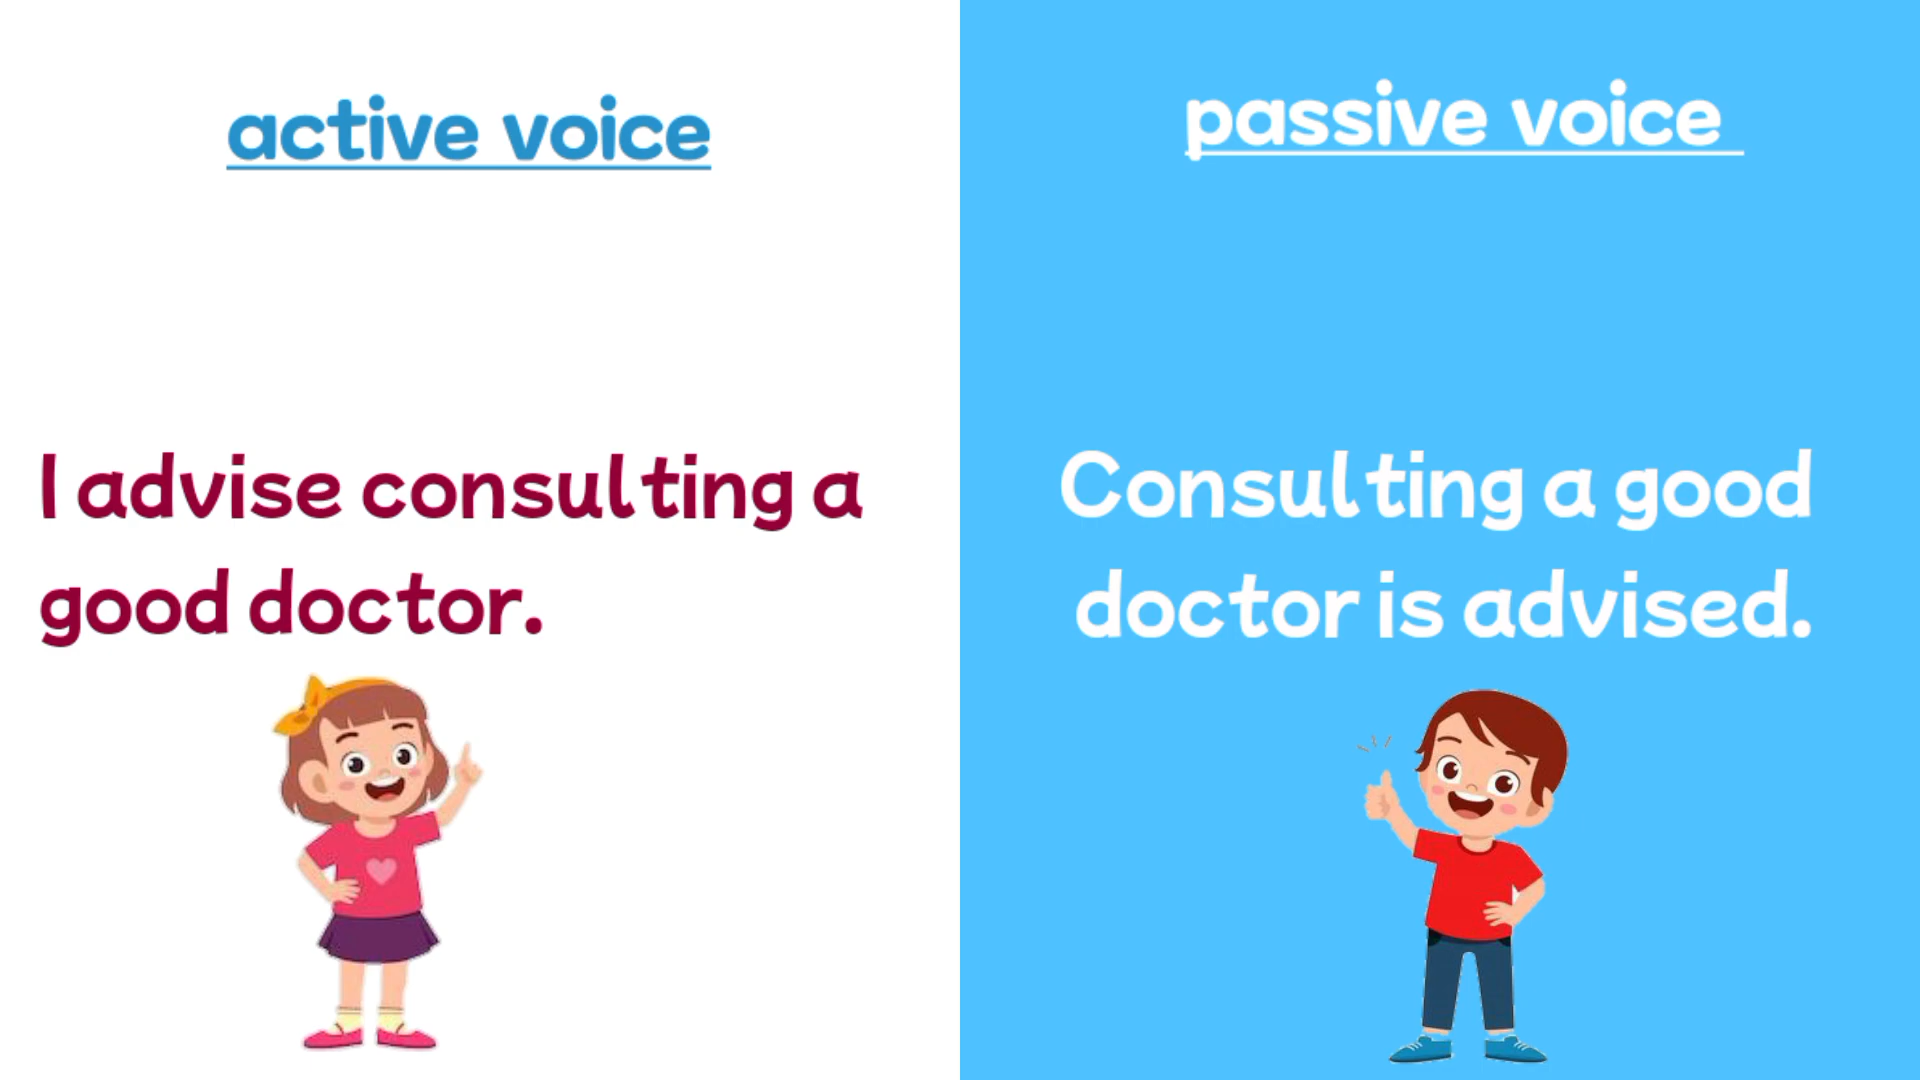 active voice
I advise consulting a
good doctor.
passive voice
Consulting a good
doctor is advised.